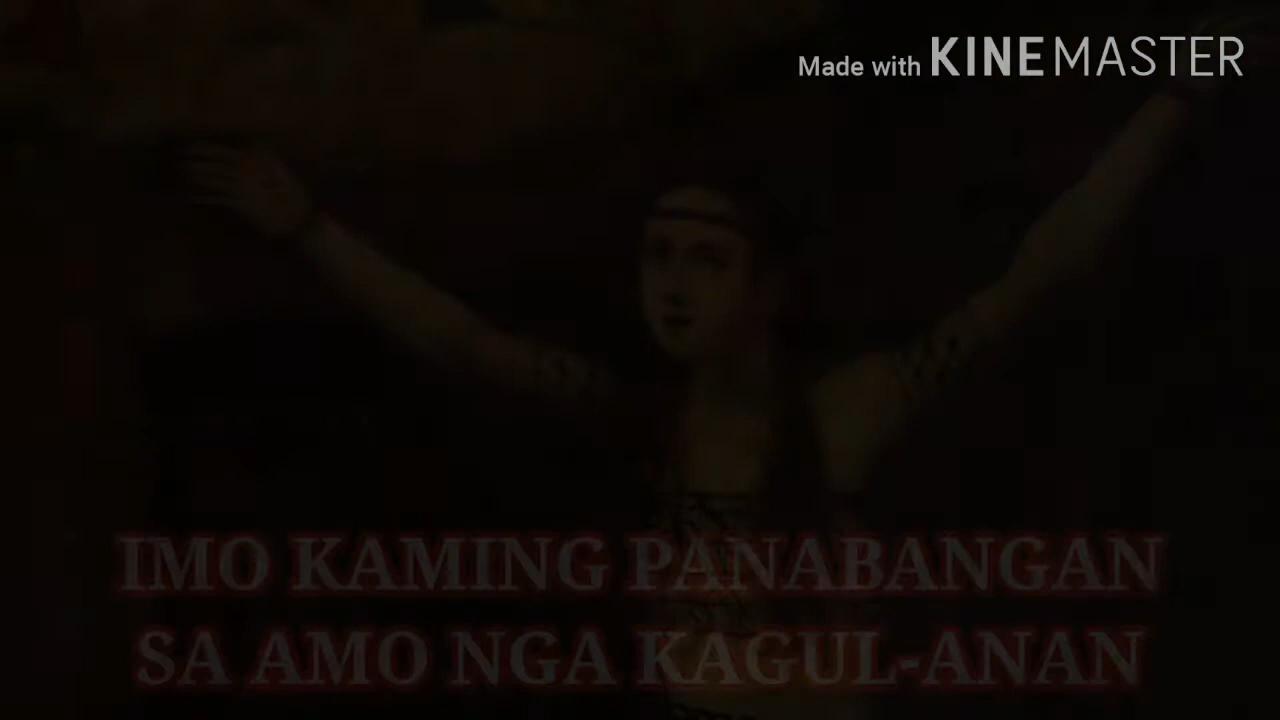 Made with KINEMASTER
IMO KAMING PANABANGAN
SA AMO NGA KAGUL-ANAN